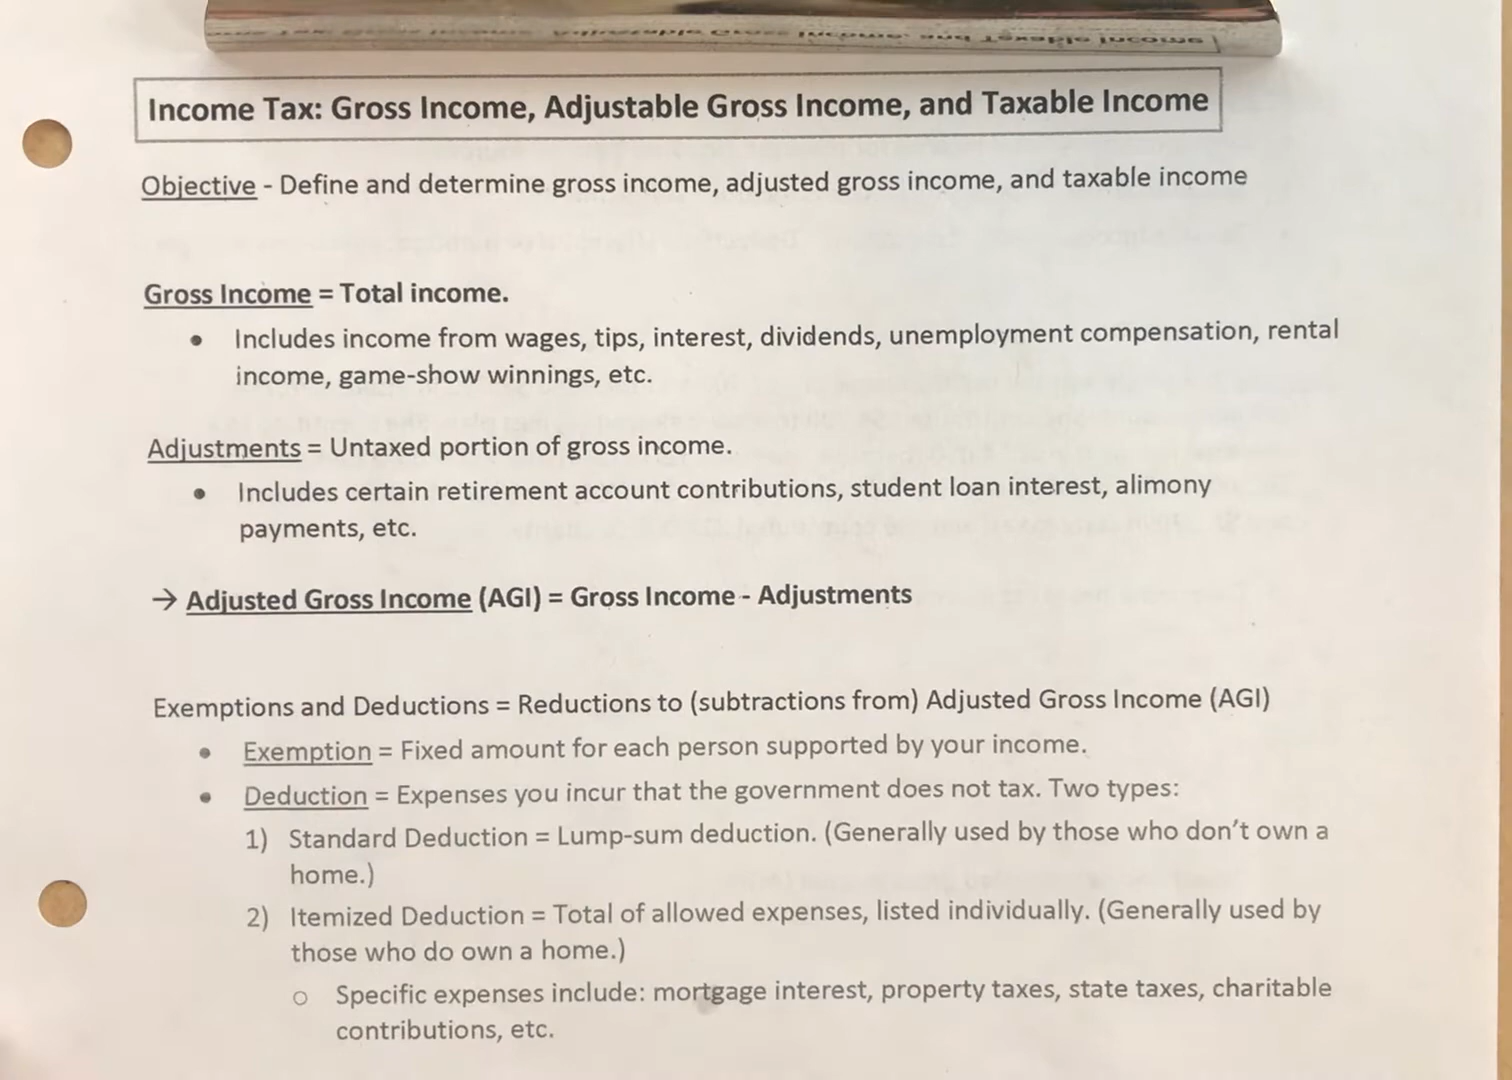 Income Tax: Gross Income, Adjustable Gross Income, and Taxable Income
Objective - Define and determine gross income, adjusted gross income, and taxable income
Gross Income = Total income.
• Includes income from wages, tips, interest, dividends, unemployment compensation, rental
income, game-show winnings, etc.
Adjustments = Untaxed portion of gross income.
• Includes certain retirement account contributions, student loan interest, alimony
payments, etc.
→ Adjusted Gross Income (AGI) = Gross Income - Adjustments
Exemptions and Deductions = Reductions to (subtractions from) Adjusted Gross Income (AGI)
• Exemption = Fixed amount for each person supported by your income.
• Deduction = Expenses you incur that the government does not tax. Two types:
1) Standard Deduction = Lump-sum deduction. (Generally used by those who don't own a
home.)
2) Itemized Deduction = Total of allowed expenses, listed individually. (Generally used by
those who do own a home.)
○ Specific expenses include: mortgage interest, property taxes, state taxes, charitable
contributions, etc.